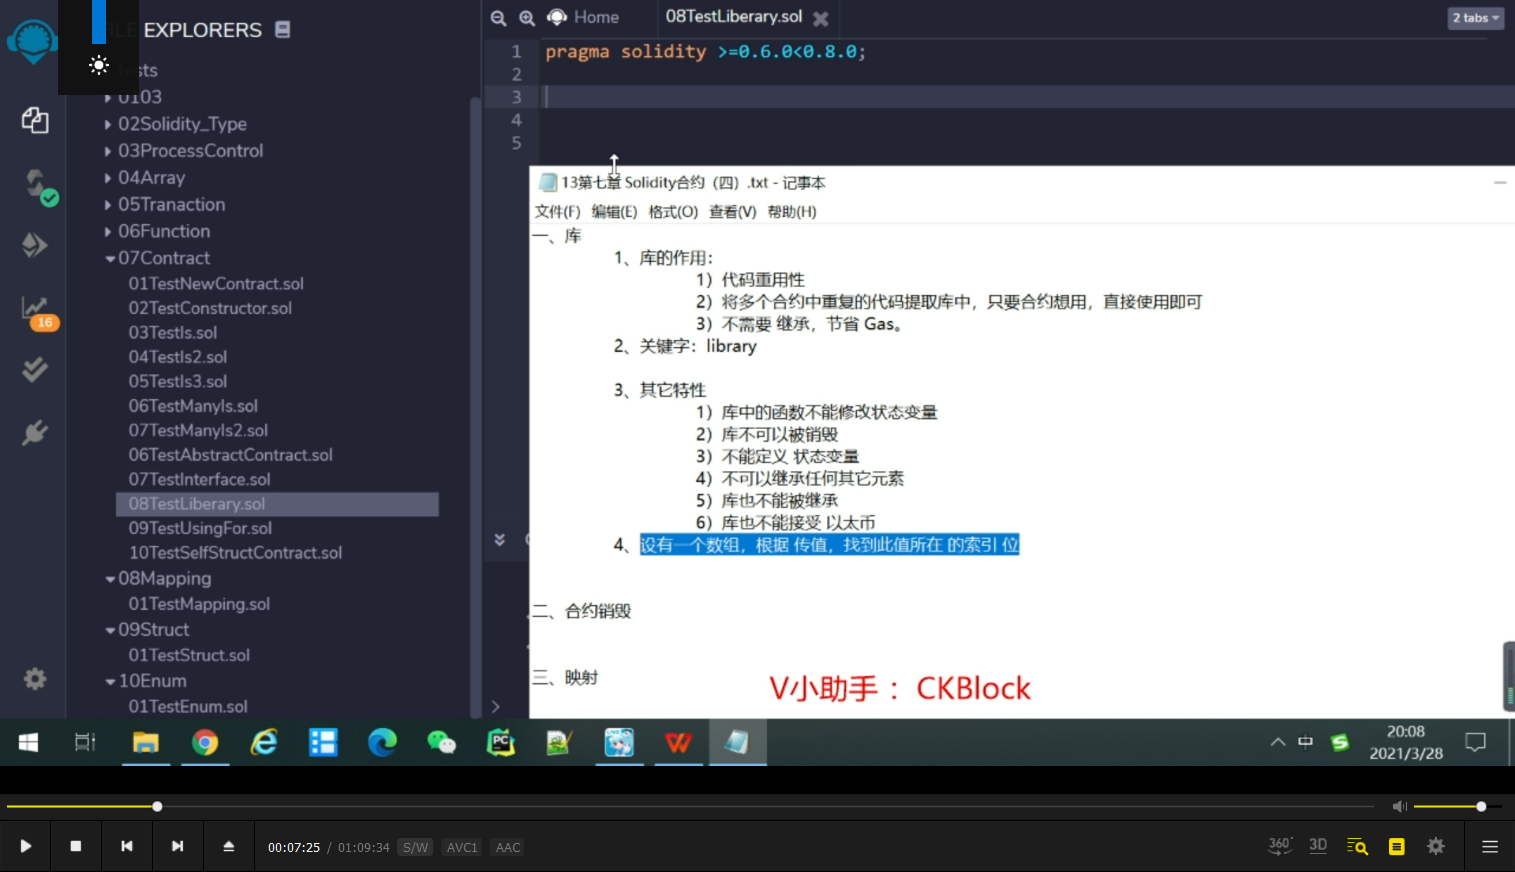 EXPLORERS
sts
0103
02Solidity_Type
03ProcessControl
04Array
05Tranaction
06Function
07Contract
01TestNewContract.sol
02TestConstructor.sol
03TestIs.sol
04TestIs2.sol
05TestIs3.sol
06TestManyIs.sol
07TestManyIs2.sol
06TestAbstractContract.sol
07TestInterface.sol
08TestLiberary.sol
09TestUsingFor.sol
10TestSelfStructContract.sol
08Mapping
01TestMapping.sol
09Struct
01TestStruct.sol
10Enum
01TestEnum.sol
16
Home
08TestLiberary.sol
2 tabs
1 pragma solidity >=0.6.0<0.8.0;
2
3
4
5
13第七章 Solidity合约（四）.txt - 记事本
文件(F) 编辑(E) 格式(O) 查看(V) 帮助(H)
一、库
1、库的作用：
1）代码重用性
2）将多个合约中重复的代码提取库中，只要合约想用，直接使用即可
3）不需要 继承，节省 Gas。
2、关键字：library
3、其它特性
1）库中的函数不能修改状态变量
2）库不可以被销毁
3）不能定义 状态变量
4）不可以继承任何其它元素
5）库也不能被继承
6）库也不能接受 以太币
4、设有一个数组，根据 传值，找到此值所在 的索引 位
二、合约销毁
三、映射
V小助手： CKBlock
中
20:08
2021/3/28
00:07:25 / 01:09:34 S/W AVC1 AAC
360° 3D